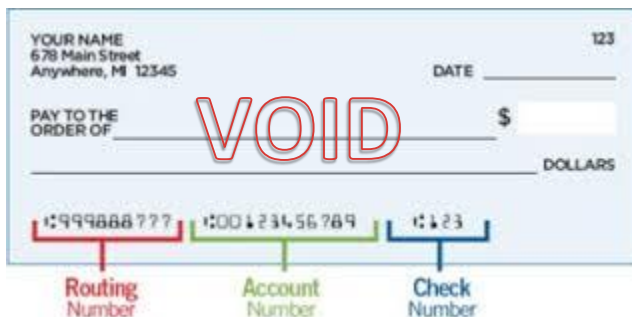 YOUR NAME 123
678 Main Street
Anywhere, MI 12345 DATE
PAY TO THE
ORDER OF $
VOID
DOLLARS
⑆999888777⑆ ⑆00123456789 ⑆123
Routing Number
Account Number
Check Number